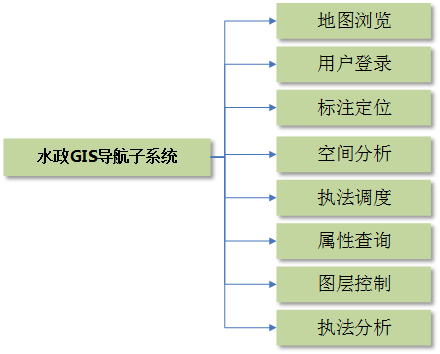 地图浏览
用户登录
标注定位
水政GIS导航子系统
空间分析
执法调度
属性查询
图层控制
执法分析